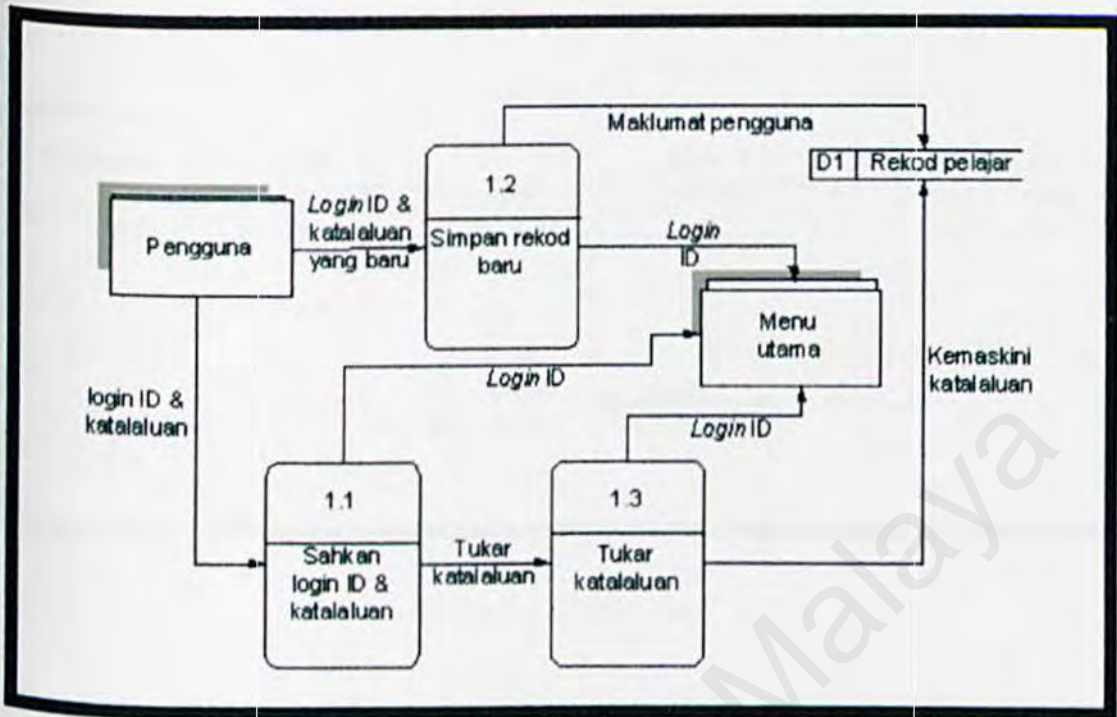 Maklumat pengguna
D1 Rekod pelajar
1.2
Simpan rekod
baru
Pengguna
Login ID &
katalaluan
yang baru
Login
ID
Menu
utama
Kemaskini
katalaluan
Login ID
login ID &
katalaluan
Login ID
1.1
Sahkan
login ID &
katalaluan
Tukar
katalaluan
1.3
Tukar
katalaluan
Malaya